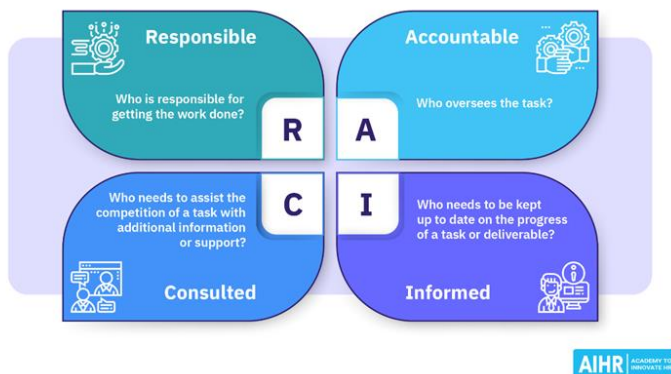 Responsible
Who is responsible for
getting the work done?
R
Accountable
Who oversees the task?
A
Who needs to assist the
competition of a task with
additional information
or support?
C
Consulted
Who needs to be kept
up to date on the progress
of a task or deliverable?
I
Informed
AIHR
ACADEMY TO
INNOVATE